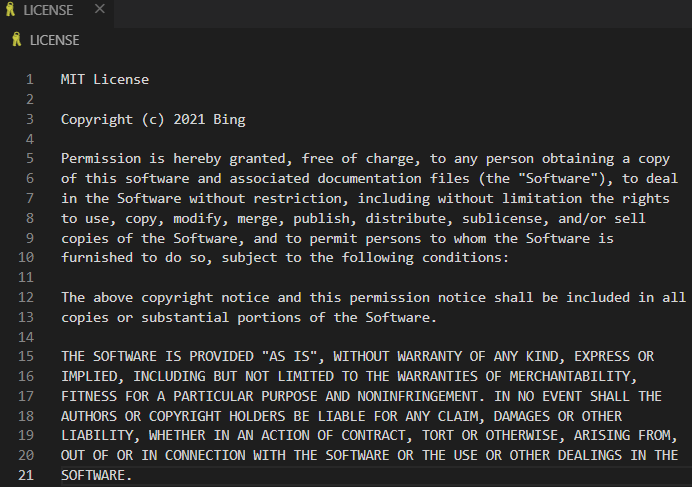 LICENSE ×
LICENSE
1 MIT License
2
3 Copyright (c) 2021 Bing
4
5 Permission is hereby granted, free of charge, to any person obtaining a copy
6 of this software and associated documentation files (the "Software"), to deal
7 in the Software without restriction, including without limitation the rights
8 to use, copy, modify, merge, publish, distribute, sublicense, and/or sell
9 copies of the Software, and to permit persons to whom the Software is
10 furnished to do so, subject to the following conditions:
11
12 The above copyright notice and this permission notice shall be included in all
13 copies or substantial portions of the Software.
14
15 THE SOFTWARE IS PROVIDED "AS IS", WITHOUT WARRANTY OF ANY KIND, EXPRESS OR
16 IMPLIED, INCLUDING BUT NOT LIMITED TO THE WARRANTIES OF MERCHANTABILITY,
17 FITNESS FOR A PARTICULAR PURPOSE AND NONINFRINGEMENT. IN NO EVENT SHALL THE
18 AUTHORS OR COPYRIGHT HOLDERS BE LIABLE FOR ANY CLAIM, DAMAGES OR OTHER
19 LIABILITY, WHETHER IN AN ACTION OF CONTRACT, TORT OR OTHERWISE, ARISING FROM,
20 OUT OF OR IN CONNECTION WITH THE SOFTWARE OR THE USE OR OTHER DEALINGS IN THE
21 SOFTWARE.